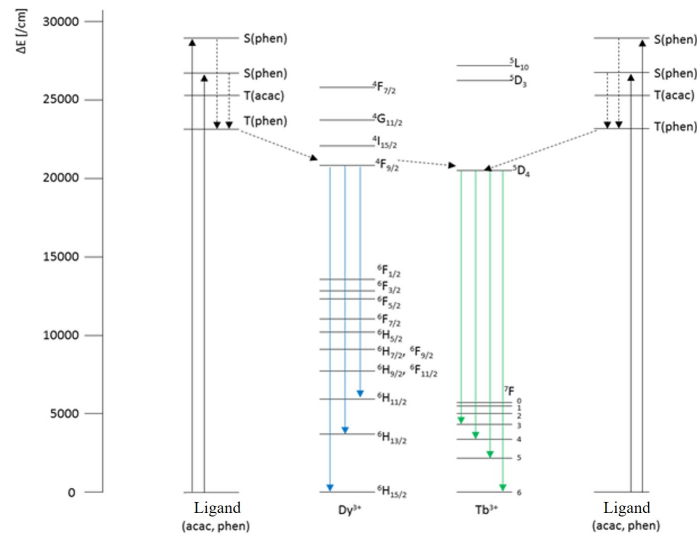 ΔE [/cm]
30000
25000
20000
15000
10000
5000
0
S(phen)
S(phen)
T(acac)
T(phen)
Ligand
(acac, phen)
⁴F₇/₂
⁴G₁₁/₂
⁴I₁₅/₂
⁴F₉/₂
⁶F₁/₂
⁶F₃/₂
⁶F₅/₂
⁶F₇/₂
⁶H₅/₂
⁶H₇/₂, ⁶F₉/₂
⁶H₉/₂, ⁶F₁₁/₂
⁶H₁₁/₂
⁶H₁₃/₂
⁶H₁₅/₂
Dy³⁺
⁵L₁₀
⁵D₃
⁵D₄
⁷F
0
1
2
3
4
5
6
Tb³⁺
S(phen)
S(phen)
T(acac)
T(phen)
Ligand
(acac, phen)